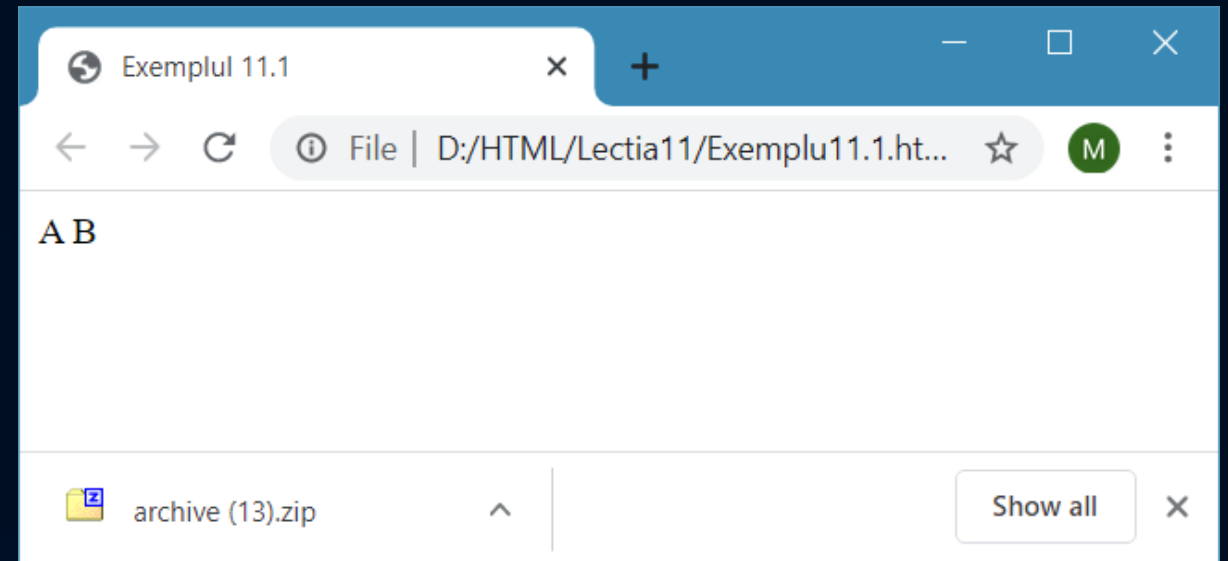 Exemplul 11.1
File | D:/HTML/Lectia11/Exemplu11.1.ht...
M
A B
archive (13).zip
Show all